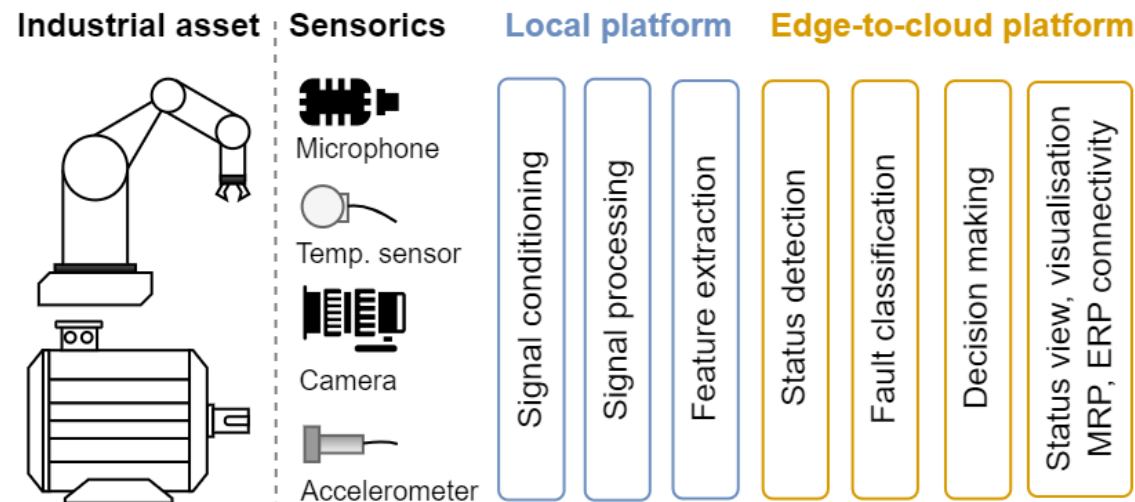 Industrial asset
Sensorics
Local platform
Edge-to-cloud platform
Microphone
Temp. sensor
Camera
Accelerometer
Signal conditioning
Signal processing
Feature extraction
Status detection
Fault classification
Decision making
Status view, visualisation
MRP, ERP connectivity